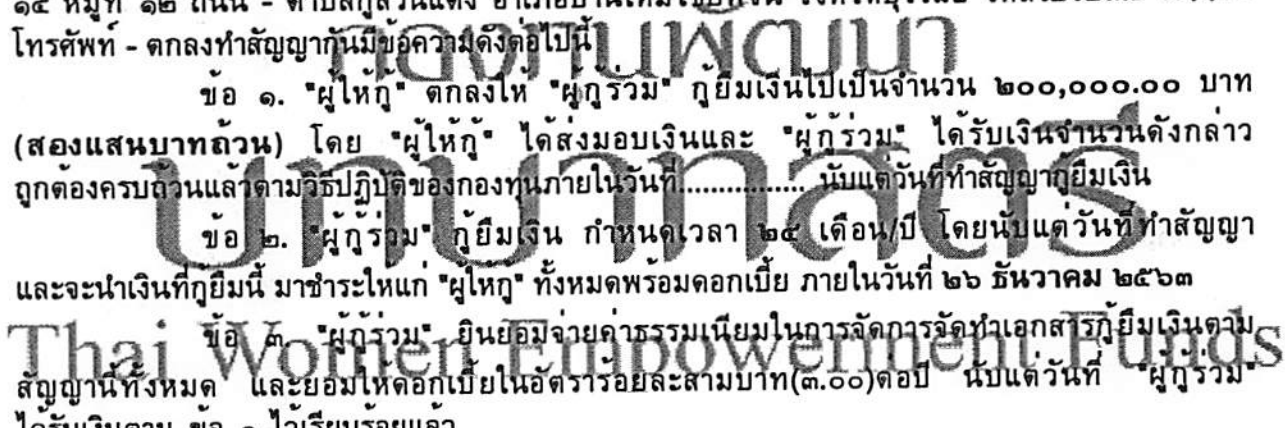 ๑๔ หมู่ที่ ๑๒ ถนน - ตำบลกู่สวนแตง อำเภอบ้านใหม่ไชยพจน์ จังหวัดบุรีรัมย์
โทรศัพท์ - ตกลงทำสัญญากันมีข้อความดังต่อไปนี้
กองทุนพัฒนา
ข้อ ๑. "ผู้ให้กู้" ตกลงให้ "ผู้กู้ร่วม" กู้ยืมเงินไปเป็นจำนวน ๒๐๐,๐๐๐.๐๐ บาท
(สองแสนบาทถ้วน) โดย "ผู้ให้กู้" ได้ส่งมอบเงินและ "ผู้กู้ร่วม" ได้รับเงินจำนวนดังกล่าว
ถูกต้องครบถ้วนแล้วตามวิธีปฏิบัติของกองทุนภายในวันที่................ นับแต่วันที่ทำสัญญากู้ยืมเงิน
บทบาทสตรี
ข้อ ๒. "ผู้กู้ร่วม" กู้ยืมเงิน กำหนดเวลา ๒๔ เดือน/ปี โดยนับแต่วันที่ทำสัญญา
และจะนำเงินที่กู้ยืมนี้ มาชำระให้แก่ "ผู้ให้กู้" ทั้งหมดพร้อมดอกเบี้ย ภายในวันที่ ๒๖ ธันวาคม ๒๕๖๓
Thai Women Empowerment Funds
ข้อ ๓. "ผู้กู้ร่วม" ยินยอมจ่ายค่าธรรมเนียมในการจัดการจัดทำเอกสารกู้ยืมเงินตาม
สัญญานี้ทั้งหมด และยอมให้ดอกเบี้ยในอัตราร้อยละสามบาท(๓.๐๐)ต่อปี นับแต่วันที่ "ผู้กู้ร่วม"
ได้รับเงินตาม ข้อ ๑ ไว้เรียบร้อยแล้ว